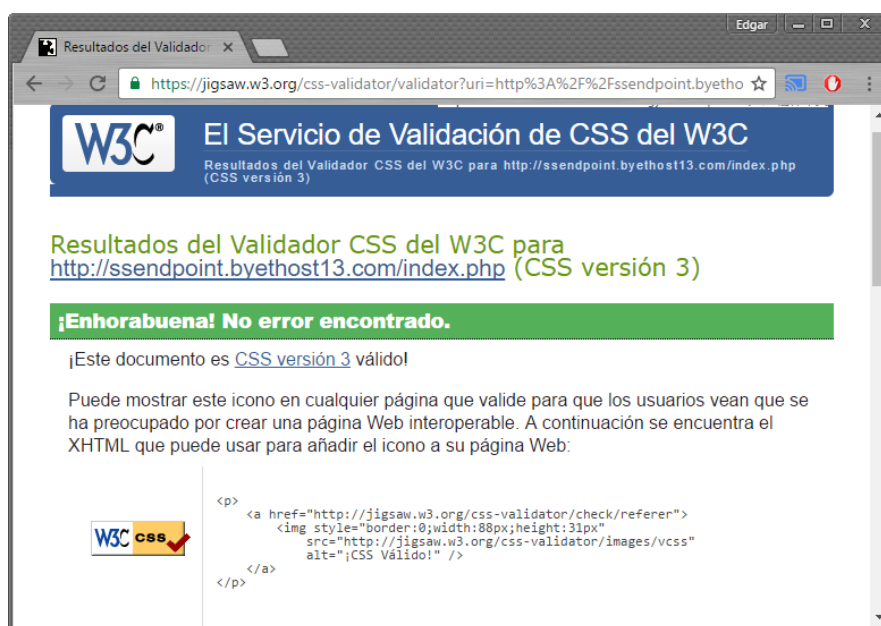 Edgar
Resultados del Validador
https://jigsaw.w3.org/css-validator/validator?uri=http%3A%2F%2Fssendpoint.byetho
W3C®
El Servicio de Validación de CSS del W3C
Resultados del Validador CSS del W3C para http://ssendpoint.byethost13.com/index.php
(CSS versión 3)
Resultados del Validador CSS del W3C para
http://ssendpoint.byethost13.com/index.php (CSS versión 3)
¡Enhorabuena! No error encontrado.
¡Este documento es CSS versión 3 válido!
Puede mostrar este icono en cualquier página que valide para que los usuarios vean que se
ha preocupado por crear una página Web interoperable. A continuación se encuentra el
XHTML que puede usar para añadir el icono a su página Web:
W3C css
<p>
<a href="http://jigsaw.w3.org/css-validator/check/referer">
<img style="border:0;width:88px;height:31px"
src="http://jigsaw.w3.org/css-validator/images/vcss"
alt="¡CSS Válido!" />
</a>
</p>